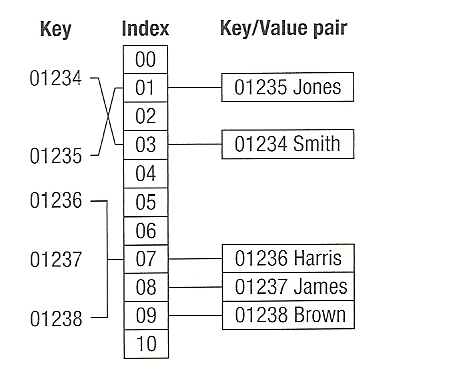 Key Index Key/Value pair
00
01234 01 01235 Jones
02
01235 03 01234 Smith
04
01236 05
06
01237 07 01236 Harris
08 01237 James
01238 09 01238 Brown
10